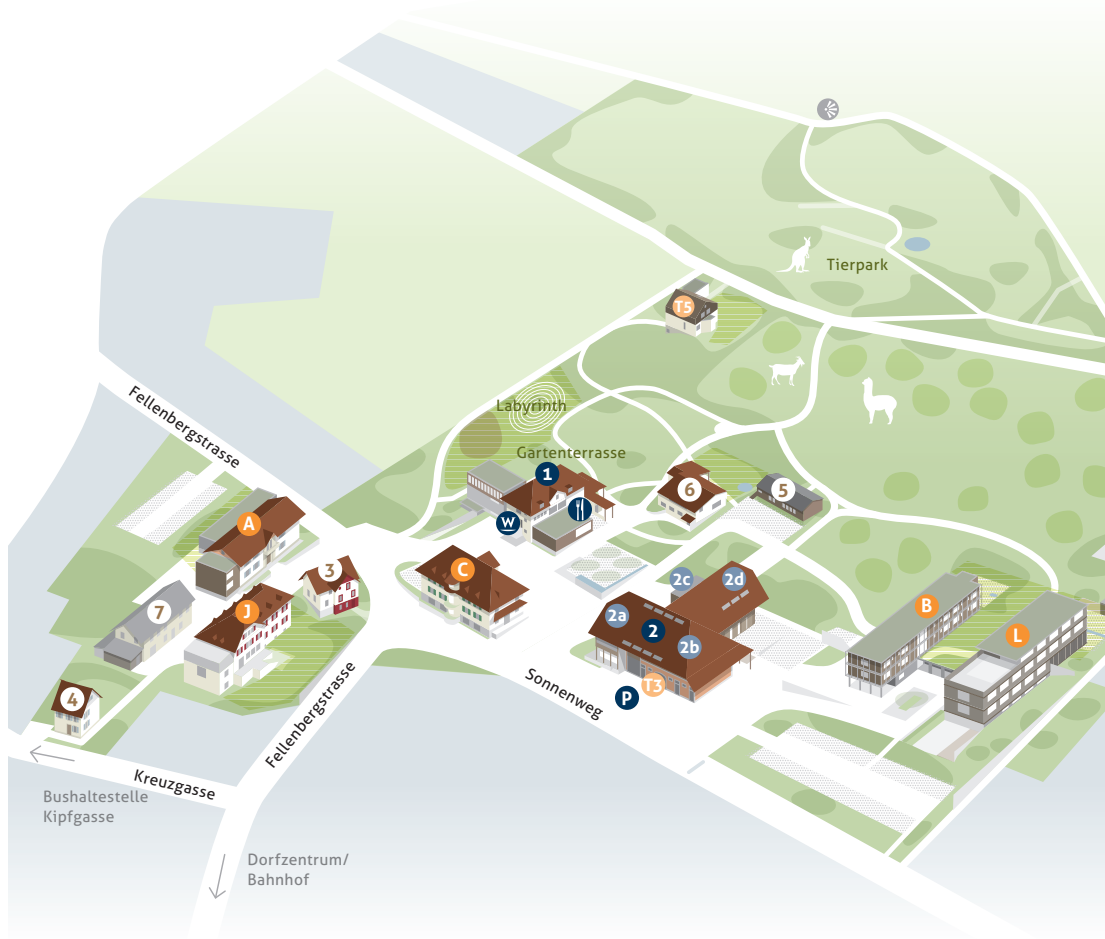 Tierpark
T5
Fellenbergstrasse
Labyrinth
Gartenterrasse
1
6
5
W
A
3
C
2c
2d
2a
2
2b
B
L
7
J
T3
P
4
Sonnenweg
Fellenbergstrasse
Kreuzgasse
Bushaltestelle
Kipfgasse
Dorfzentrum/
Bahnhof